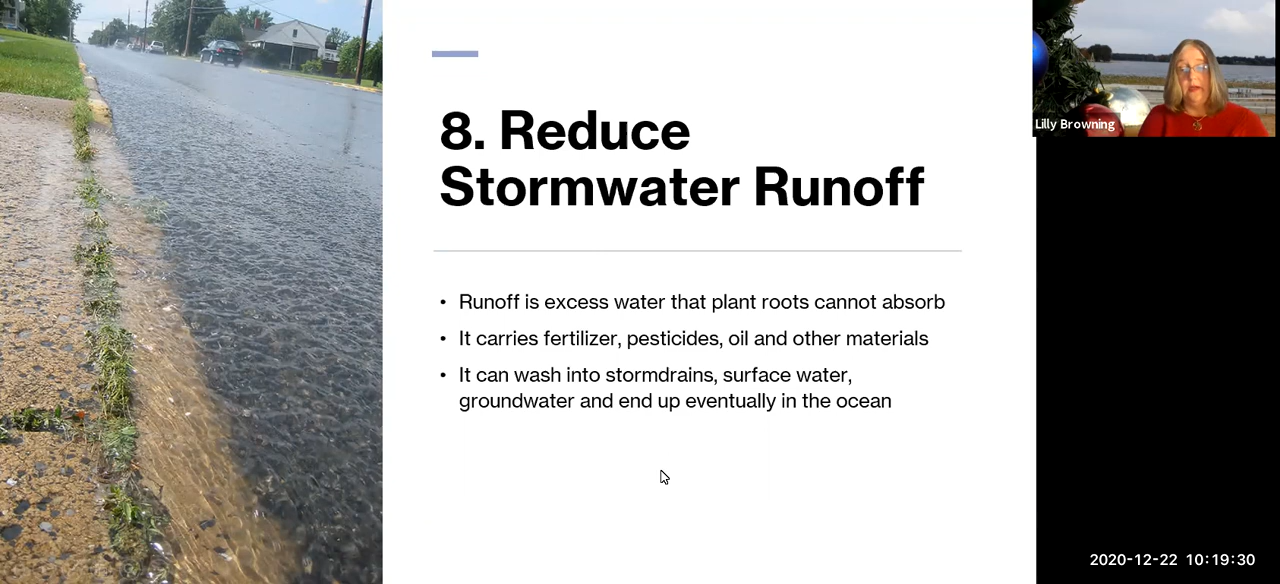 8. Reduce
Stormwater Runoff
• Runoff is excess water that plant roots cannot absorb
• It carries fertilizer, pesticides, oil and other materials
• It can wash into stormdrains, surface water,
groundwater and end up eventually in the ocean
Lilly Browning
2020-12-22 10:19:30